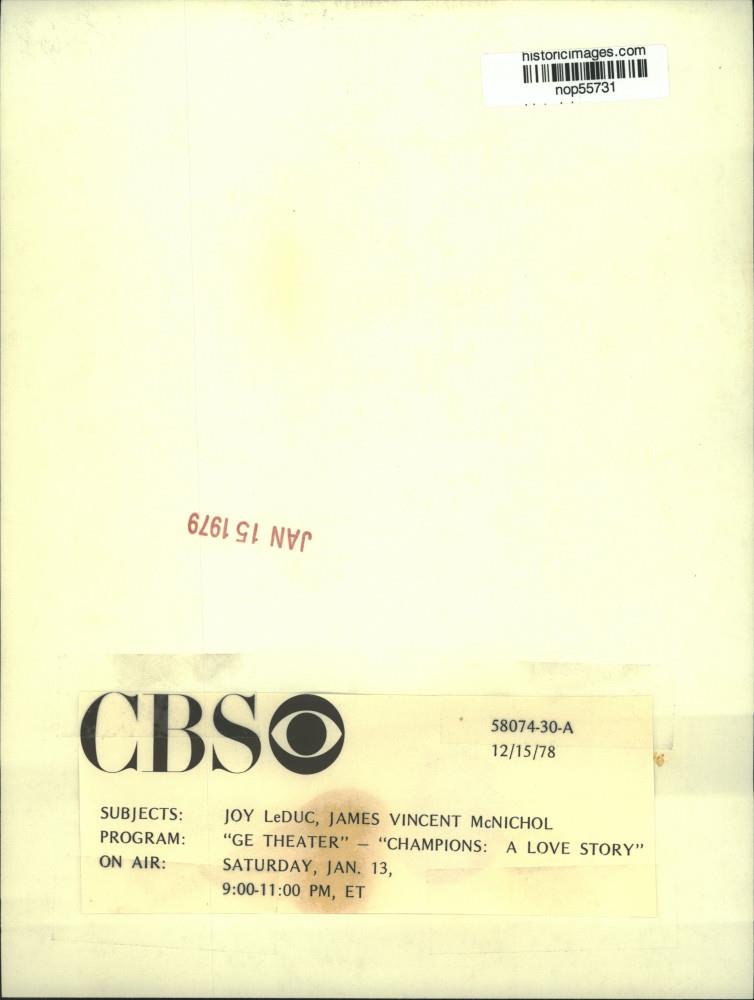 historicimages.com
nop55731
JAN 15 1979
CBS
58074-30-A
12/15/78
SUBJECTS: JOY LeDUC, JAMES VINCENT McNICHOL
PROGRAM: “GE THEATER” — “CHAMPIONS: A LOVE STORY”
ON AIR: SATURDAY, JAN. 13,
9:00-11:00 PM, ET